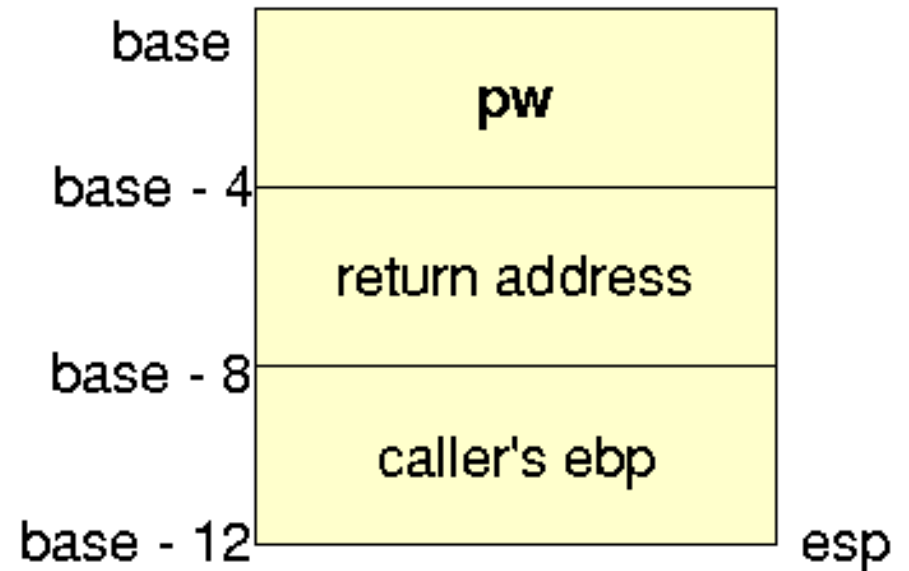 base
pw
base - 4
return address
base - 8
caller's ebp
base - 12
esp